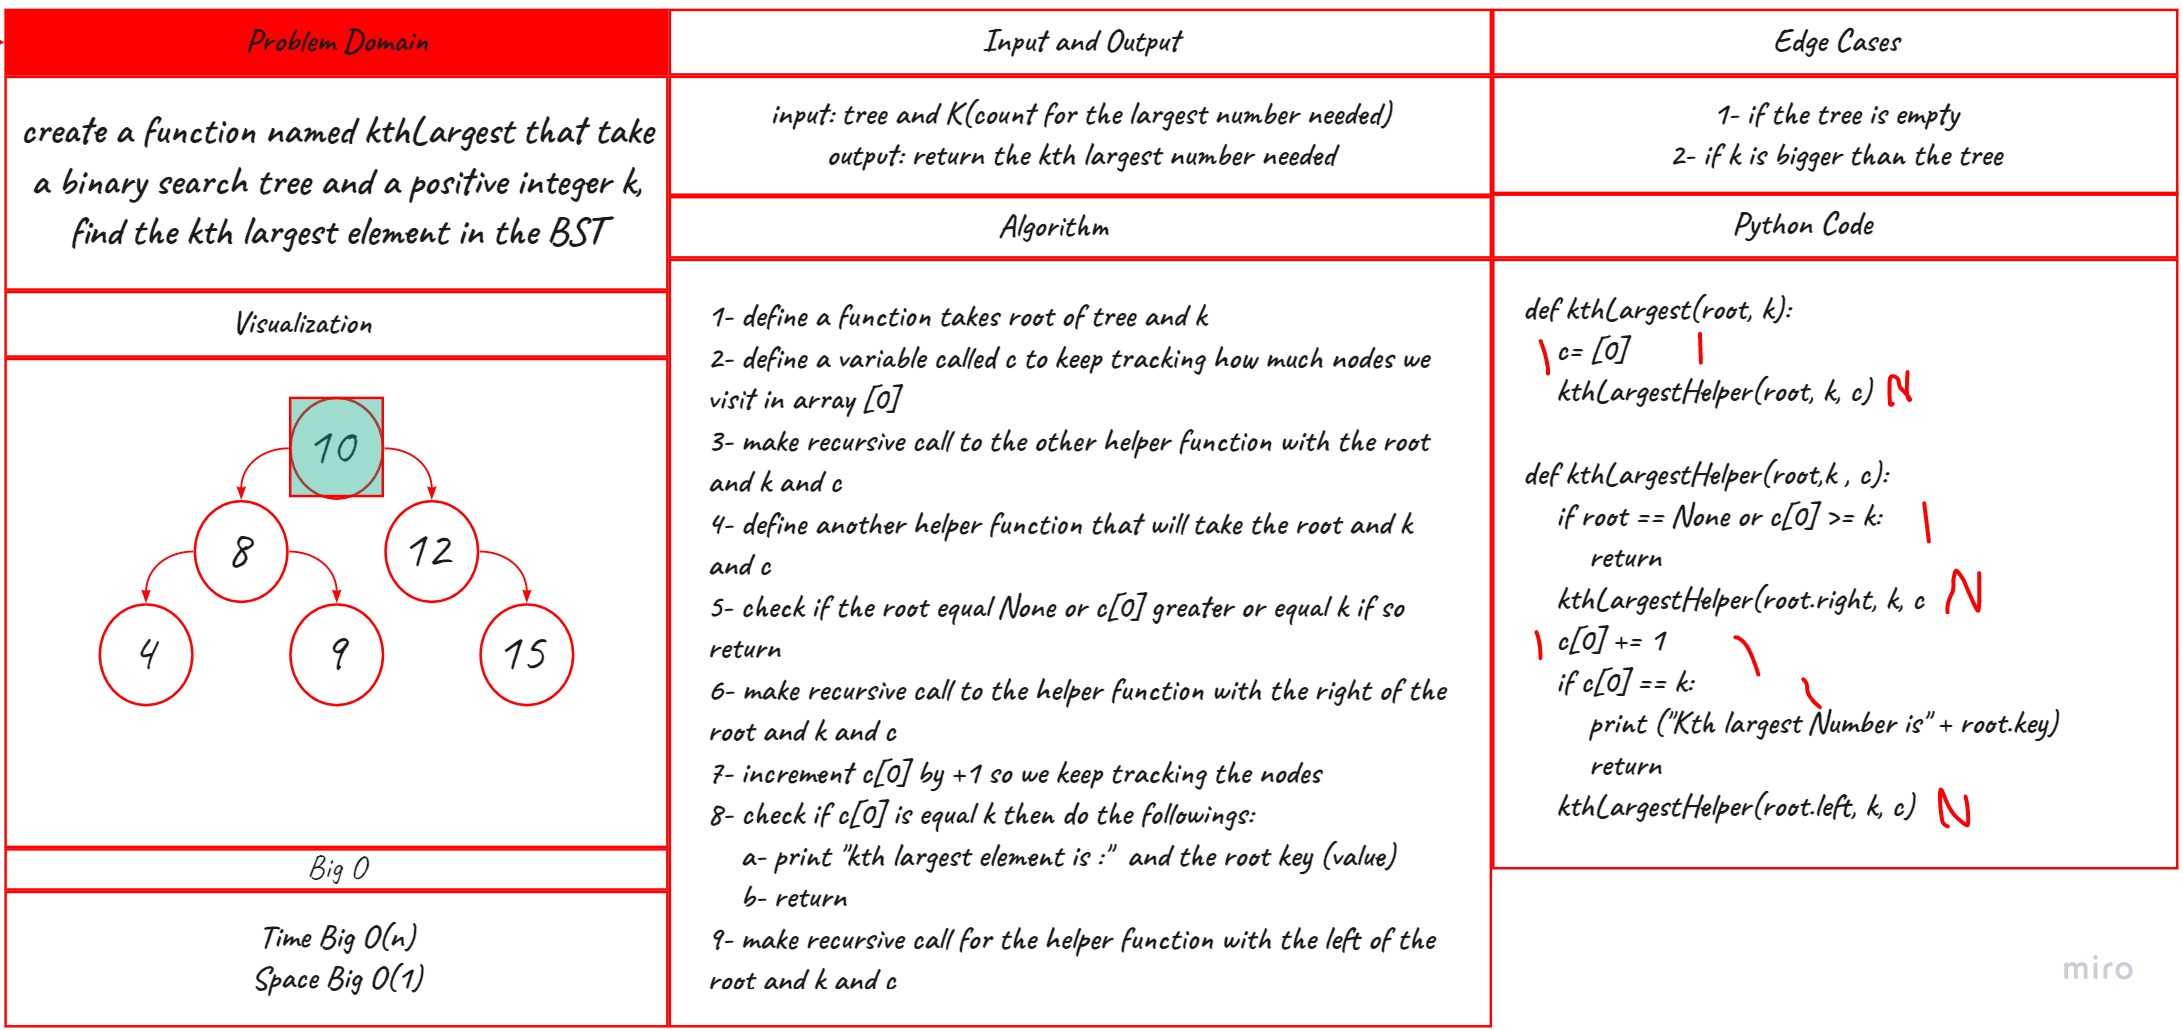 Problem Domain
create a function named kthLargest that take
a binary search tree and a positive integer k,
find the kth largest element in the BST
Visualization
10
8
12
4
9
15
Big O
Time Big O(n)
Space Big O(1)
Input and Output
input: tree and K(count for the largest number needed)
output: return the kth largest number needed
Algorithm
1- define a function takes root of tree and k
2- define a variable called c to keep tracking how much nodes we
visit in array [0]
3- make recursive call to the other helper function with the root
and k and c
4- define another helper function that will take the root and k
and c
5- check if the root equal None or c[0] greater or equal k if so
return
6- make recursive call to the helper function with the right of the
root and k and c
7- increment c[0] by +1 so we keep tracking the nodes
8- check if c[0] is equal k then do the followings:
a- print "kth largest element is :" and the root key (value)
b- return
9- make recursive call for the helper function with the left of the
root and k and c
Edge Cases
1- if the tree is empty
2- if k is bigger than the tree
Python Code
def kthLargest(root, k):
c= [0]
kthLargestHelper(root, k, c) N
def kthLargestHelper(root,k , c):
if root == None or c[0] >= k:
return
kthLargestHelper(root.right, k, c N
c[0] += 1
if c[0] == k:
print ("Kth largest Number is" + root.key)
return
kthLargestHelper(root.left, k, c) N
miro